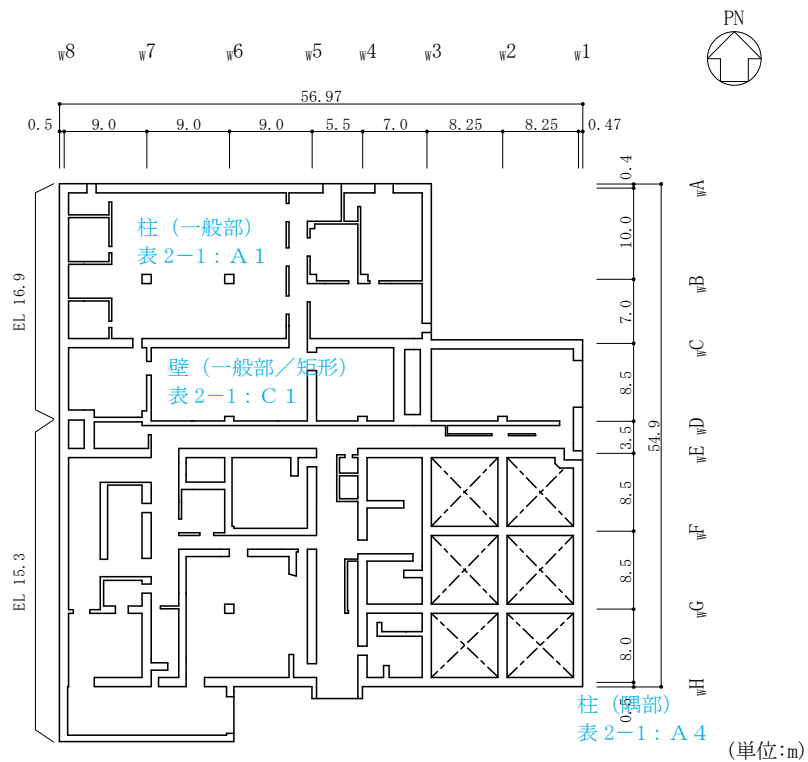 PN
w8 w7 w6 w5 w4 w3 w2 w1
56.97
0.5 9.0 9.0 9.0 5.5 7.0 8.25 8.25 0.47
EL 16.9
EL 15.3
柱（一般部）
表2－1：A1
壁（一般部／矩形）
表2－1：C1
0.4
10.0
7.0
8.5
3.5
8.5
8.5
8.0
0.5
54.9
wA
wB
wC
wD
wE
wF
wG
wH
柱（隅部）
表2－1：A4
(単位:m)